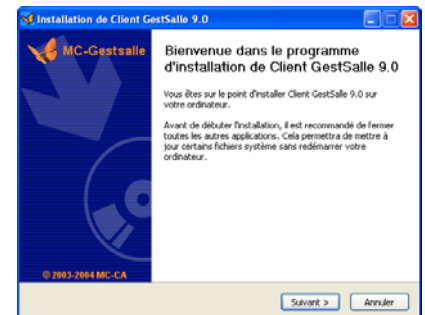 Installation de Client GestSalle 9.0
MC-Gestsalle
Bienvenue dans le programme
d'installation de Client GestSalle 9.0
Vous êtes sur le point d'installer Client GestSalle 9.0 sur
votre ordinateur.
Avant de débuter l'installation, il est recommandé de fermer
toutes les autres applications. Cela permettra de mettre à
jour certains fichiers système sans redémarrer votre
ordinateur.
© 2003-2004 MC-CA
Suivant >
Annuler